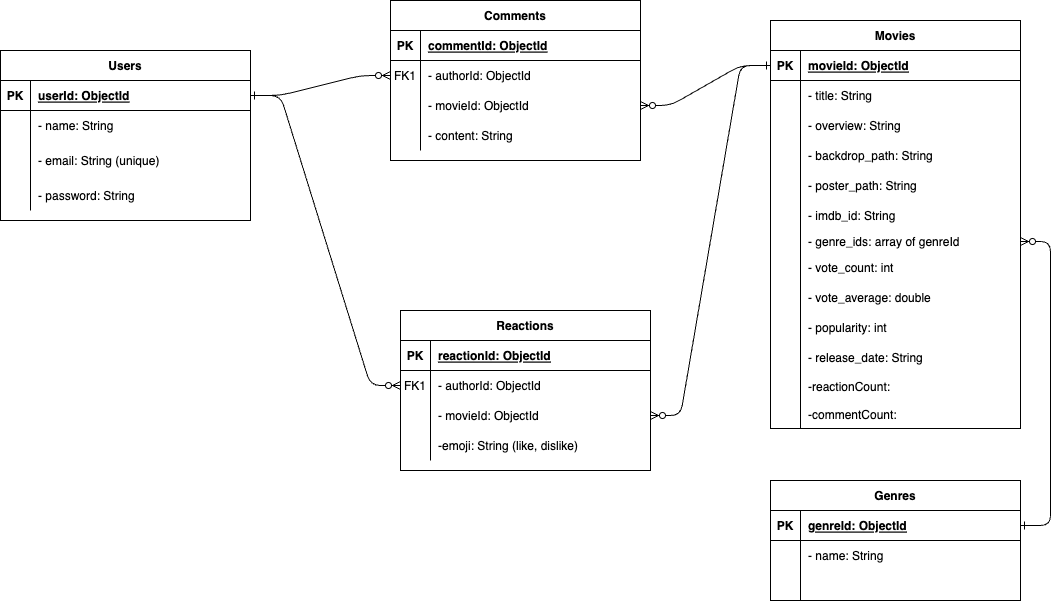 Users
PK userId: ObjectId
- name: String
- email: String (unique)
- password: String
Comments
PK commentId: ObjectId
FK1 - authorId: ObjectId
- movieId: ObjectId
- content: String
Reactions
PK reactionId: ObjectId
FK1 - authorId: ObjectId
- movieId: ObjectId
-emoji: String (like, dislike)
Movies
PK movieId: ObjectId
- title: String
- overview: String
- backdrop_path: String
- poster_path: String
- imdb_id: String
- genre_ids: array of genreId
- vote_count: int
- vote_average: double
- popularity: int
- release_date: String
-reactionCount:
-commentCount:
Genres
PK genreId: ObjectId
- name: String